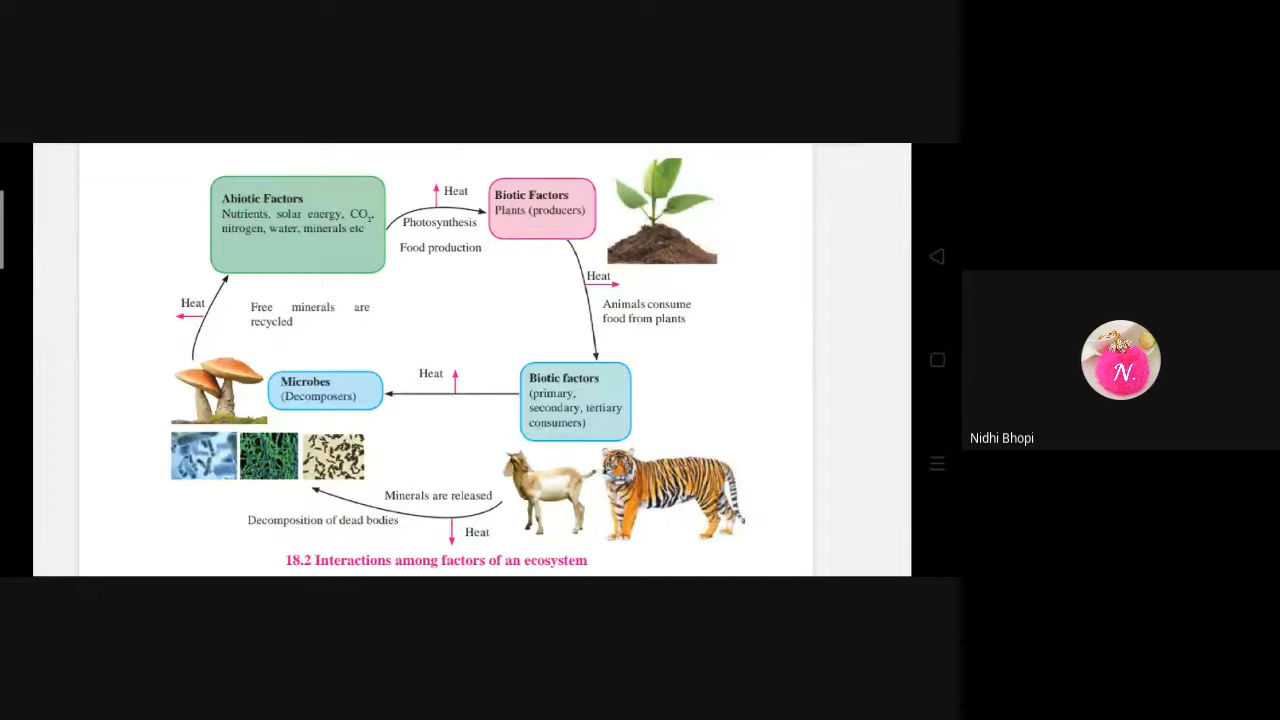 Abiotic Factors
Nutrients, solar energy, CO2,
nitrogen, water, minerals etc
Heat
Photosynthesis
Food production
Biotic Factors
Plants (producers)
Heat
Animals consume
food from plants
Heat
Free minerals are
recycled
Microbes
(Decomposers)
Heat
Biotic factors
(primary,
secondary, tertiary
consumers)
Minerals are released
Decomposition of dead bodies
Heat
18.2 Interactions among factors of an ecosystem
N.
Nidhi Bhopi